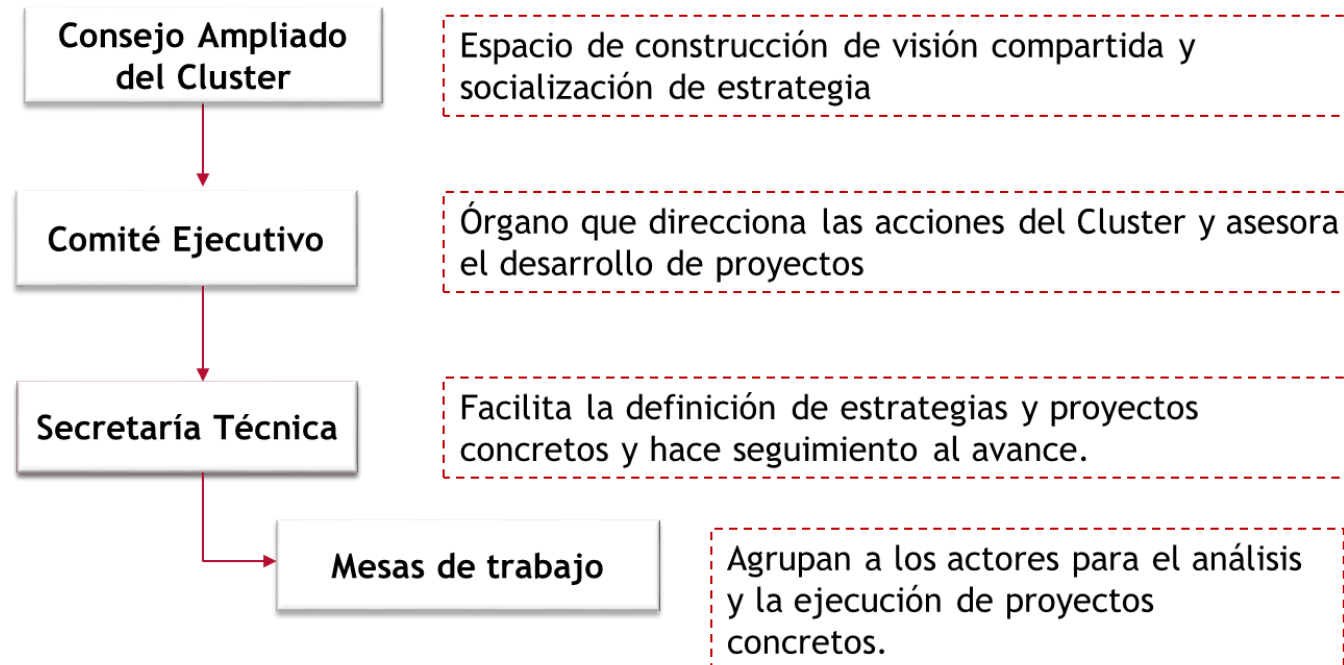 Consejo Ampliado
del Cluster
Espacio de construcción de visión compartida y
socialización de estrategia
Comité Ejecutivo
Órgano que direcciona las acciones del Cluster y asesora
el desarrollo de proyectos
Secretaría Técnica
Facilita la definición de estrategias y proyectos
concretos y hace seguimiento al avance.
Mesas de trabajo
Agrupan a los actores para el análisis
y la ejecución de proyectos
concretos.